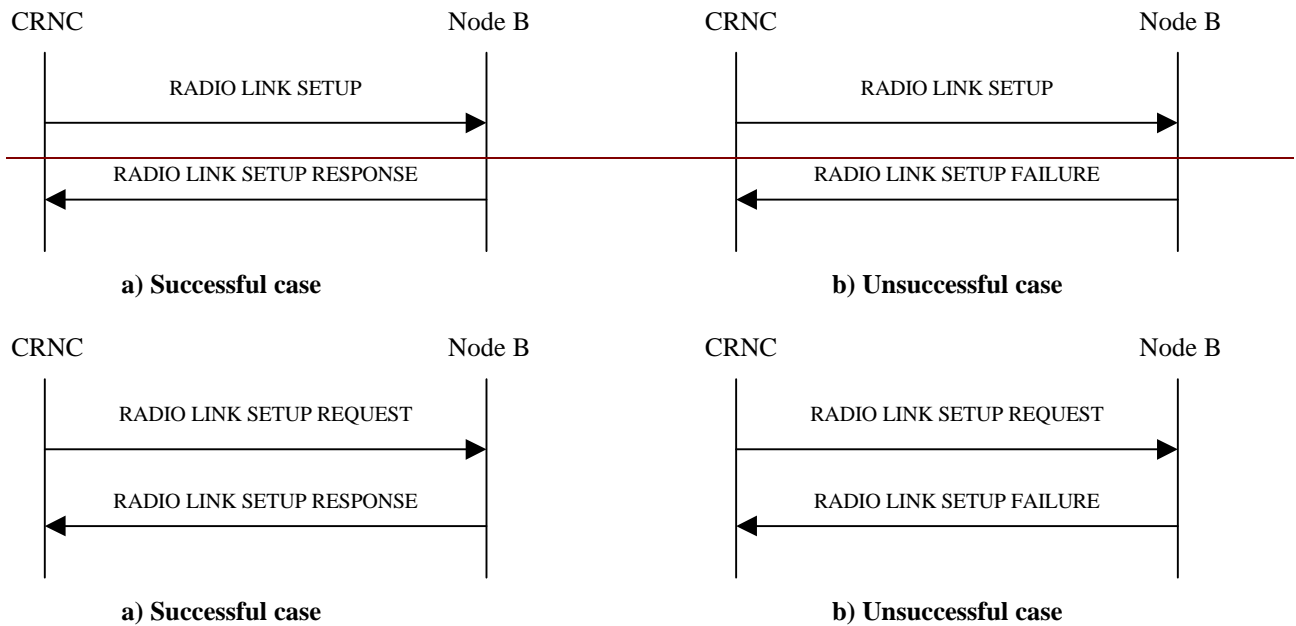 CRNC Node B CRNC Node B
RADIO LINK SETUP RADIO LINK SETUP
RADIO LINK SETUP RESPONSE RADIO LINK SETUP FAILURE
a) Successful case b) Unsuccessful case
CRNC Node B CRNC Node B
RADIO LINK SETUP REQUEST RADIO LINK SETUP REQUEST
RADIO LINK SETUP RESPONSE RADIO LINK SETUP FAILURE
a) Successful case b) Unsuccessful case